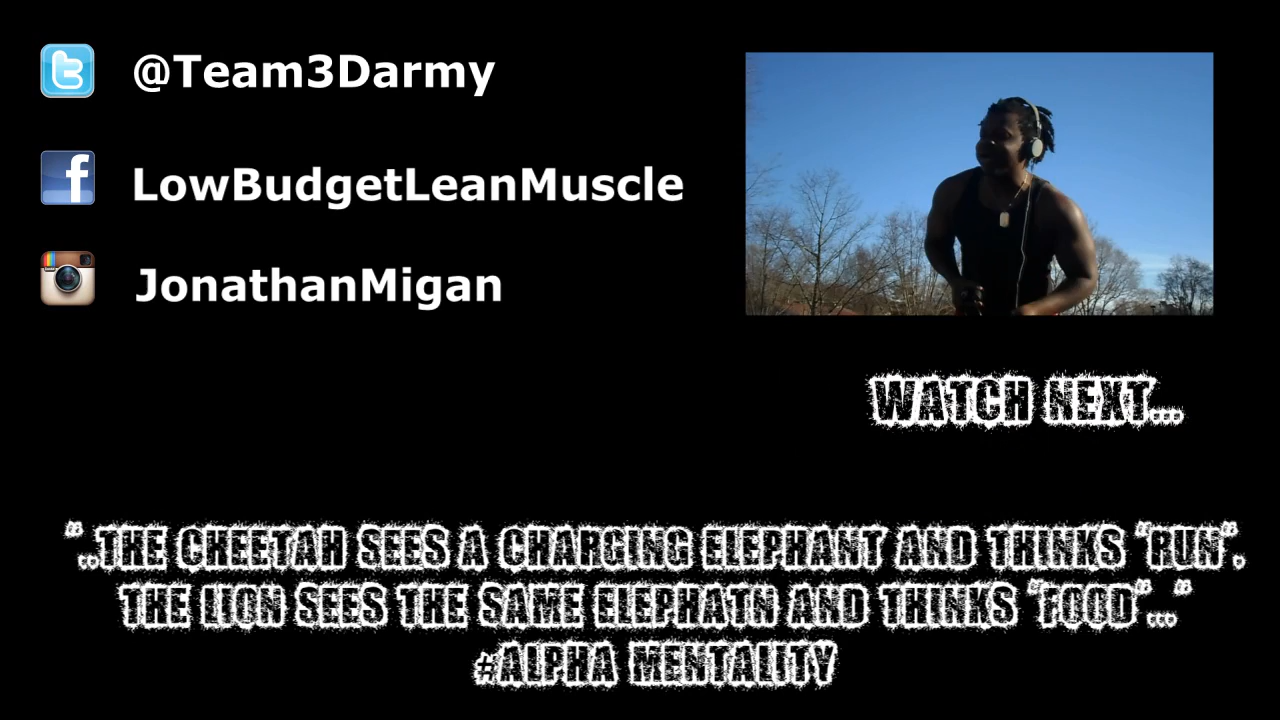 @Team3Darmy
LowBudgetLeanMuscle
JonathanMigan
WATCH NEXT...
"..THE CHEETAH SEES A CHARGING ELEPHANT AND THINKS "RUN".
THE LION SEES THE SAME ELEPHATN AND THINKS "FOOD"..."
#ALPHA MENTALITY